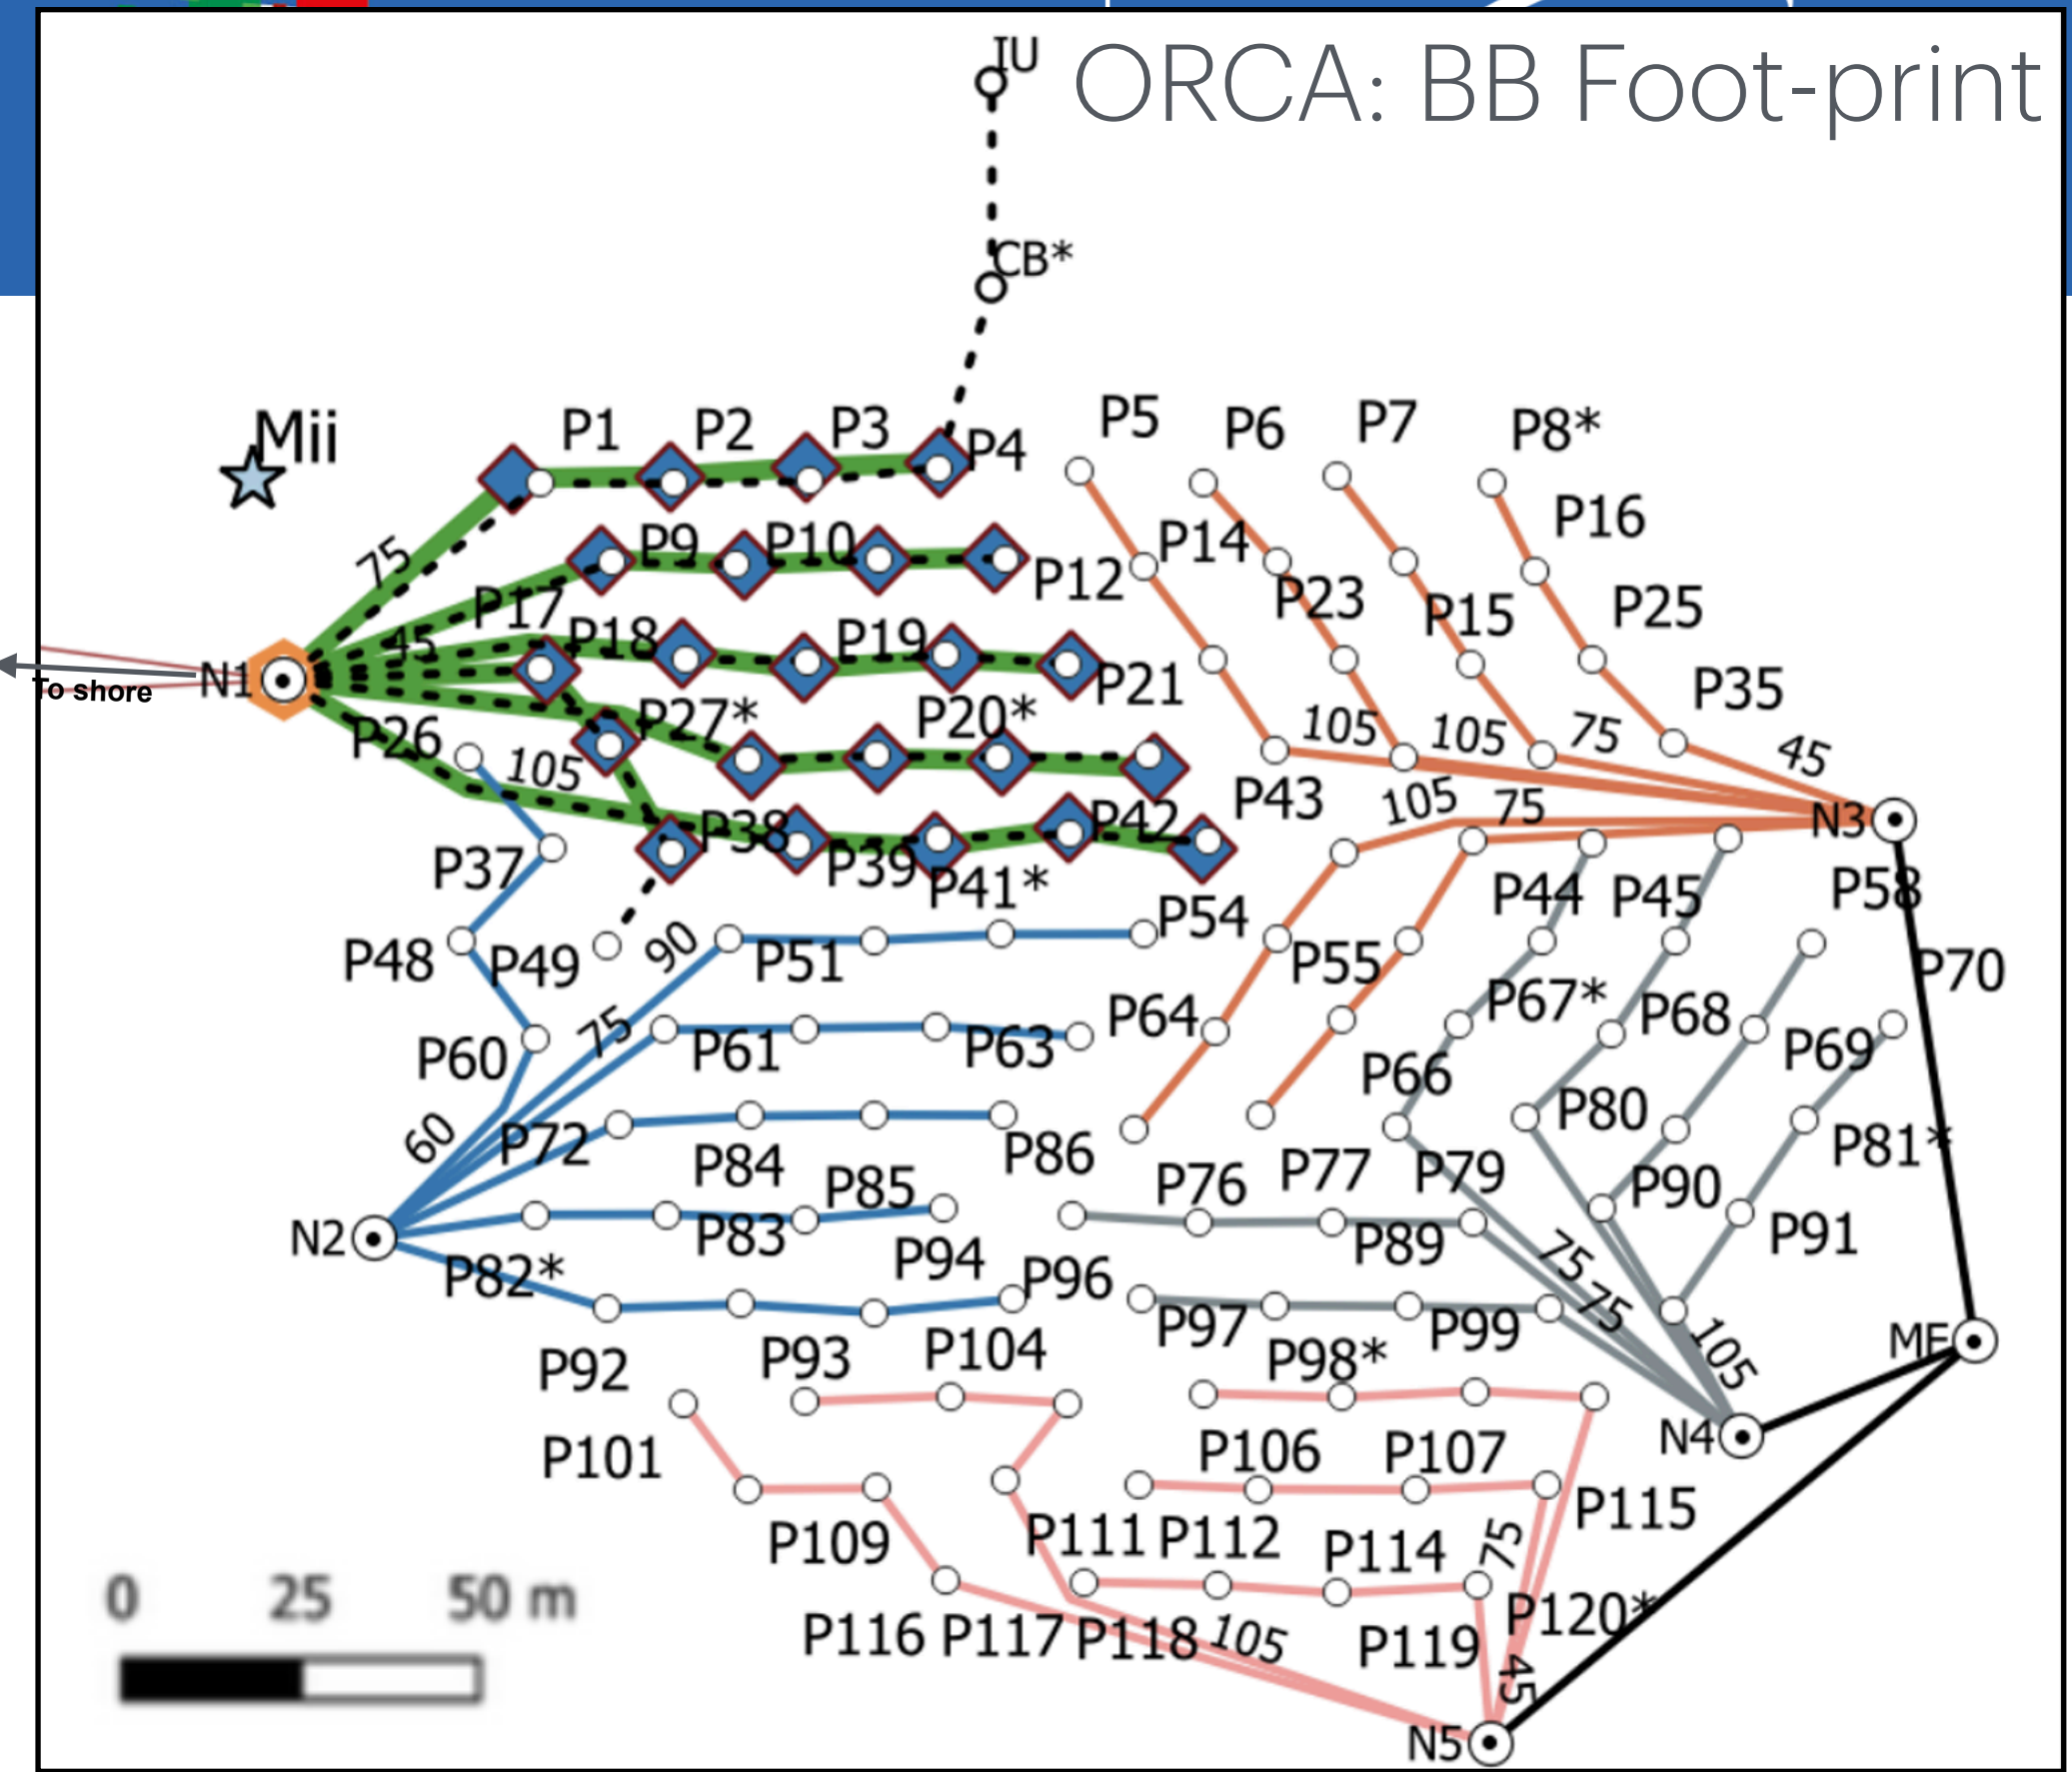 IU
ORCA: BB Foot-print
CB*
Mii
P1 P2 P3 P4 P5 P6 P7 P8*
75 P9 P10 P12 P14 P16
P17 P18 P19 P21 P23 P15 P25
45
N1
To shore
P26 P27* P20* P35
105 105 105 75 45
P43 105 75 N3
P37 P38 P39 P42
P41* P44 P45 P58
P48 P49 90 P51 P54 P55 P70
P60 75 P61 P63 P64 P67* P68 P69
P66
60 P72 P84 P86 P80 P81*
P85 P76 P77 P79 P90
N2 P83 P89 P91
P82* P94 P96 75
P97 P99 75
P92 P93 P104 P98* 105 MF
P101 P106 P107 N4
P109 P111 P112 P114 75 P115
0 25 50 m
P116 P117 P118 105 P119 P120*
45
N5